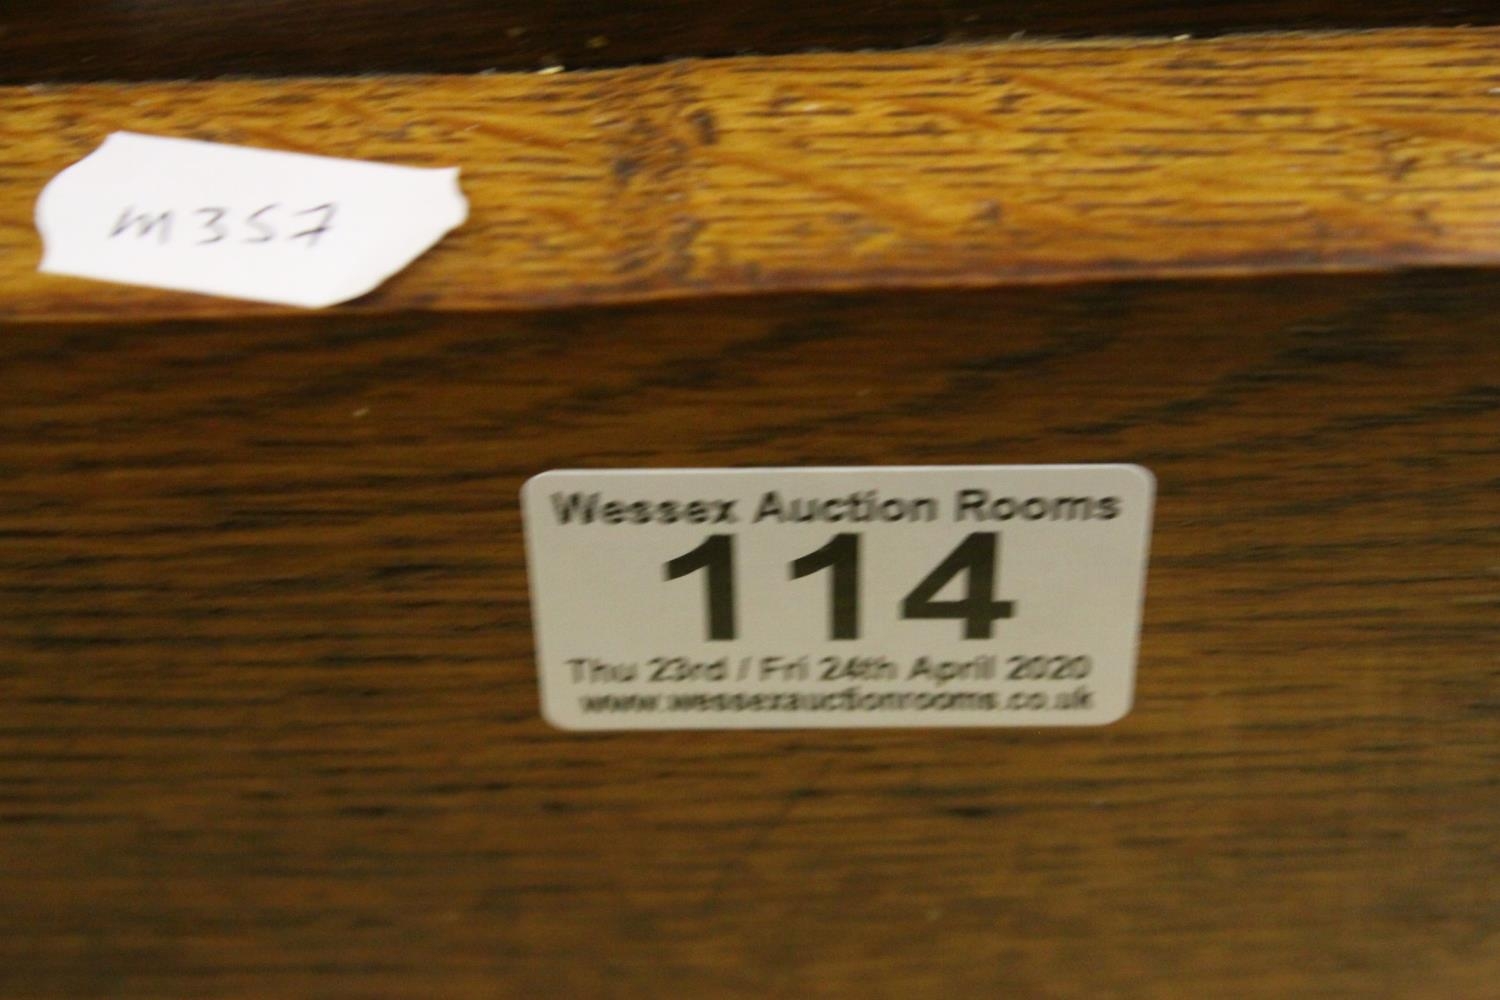 m357
Wessex Auction Rooms
114
Thu 23rd / Fri 24th April 2020
www.wessexauctionrooms.co.uk